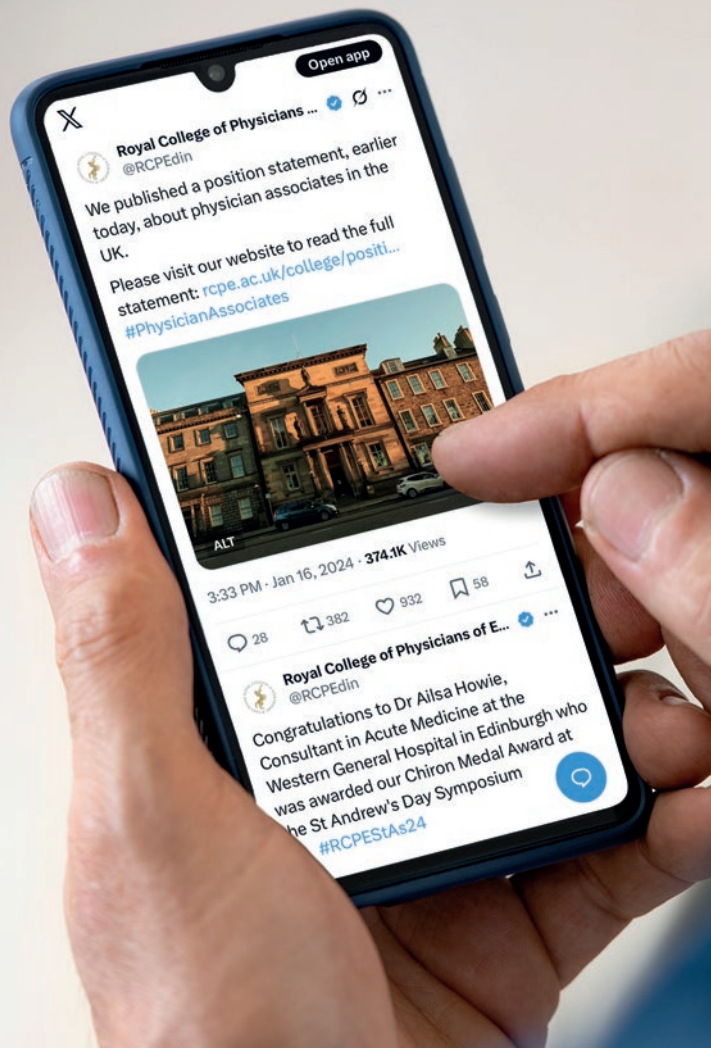 Open app
Royal College of Physicians ...
@RCPEdin
We published a position statement, earlier
today, about physician associates in the
UK.
Please visit our website to read the full
statement: rcpe.ac.uk/college/positi...
#PhysicianAssociates
ALT
3:33 PM · Jan 16, 2024 · 374.1K Views
28 382 932 58
Royal College of Physicians of E...
@RCPEdin
Congratulations to Dr Ailsa Howie,
Consultant in Acute Medicine at the
Western General Hospital in Edinburgh who
was awarded our Chiron Medal Award at
he St Andrew's Day Symposium
#RCPEStAs24